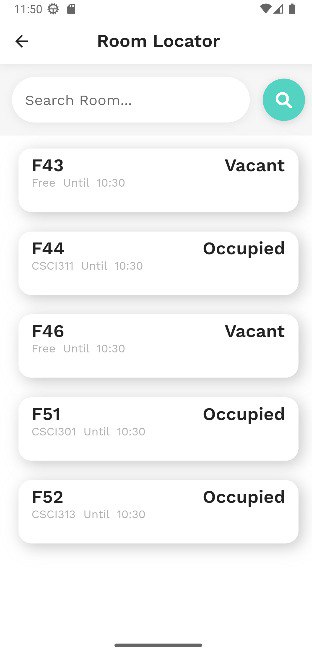 11:50
Room Locator
Search Room...
F43 Vacant
Free Until 10:30
F44 Occupied
CSCI311 Until 10:30
F46 Vacant
Free Until 10:30
F51 Occupied
CSCI301 Until 10:30
F52 Occupied
CSCI313 Until 10:30